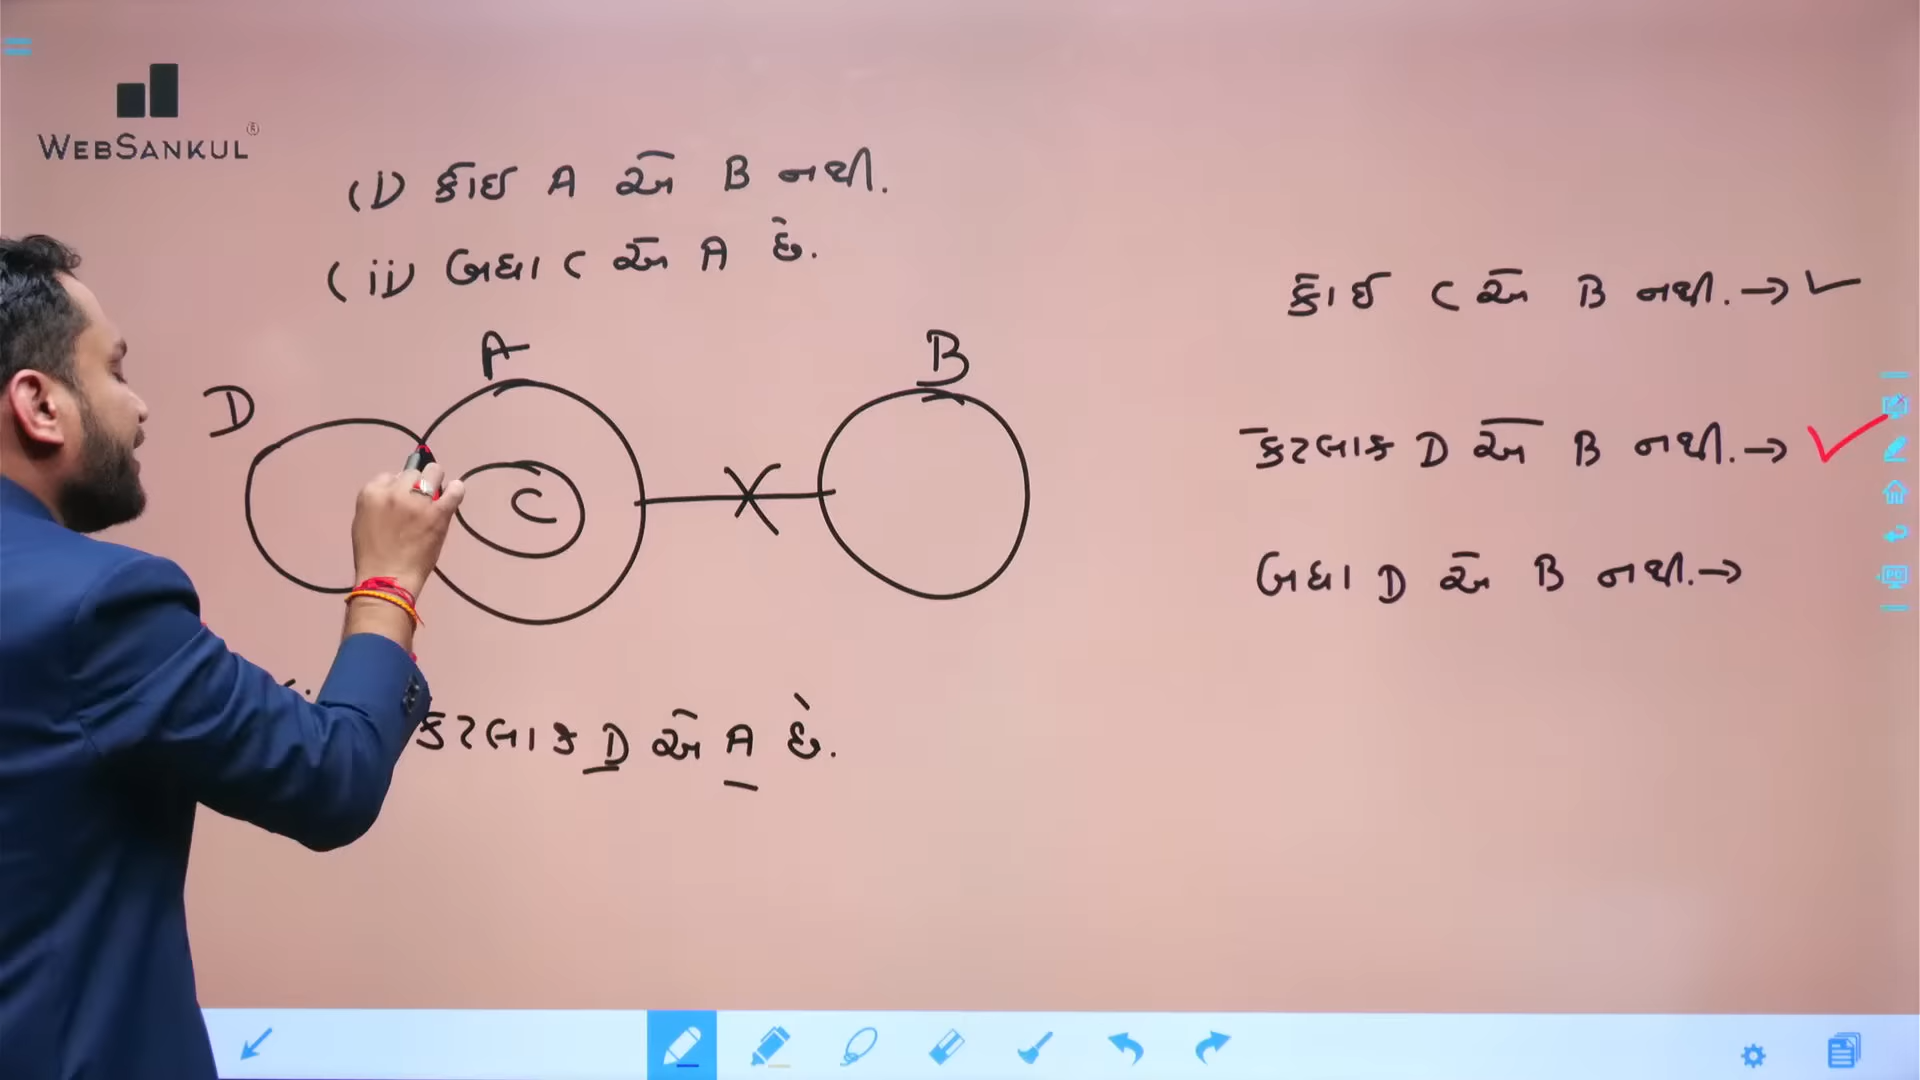 WEBSANKUL®
(i) કોઈ A એ B નથી.
(ii) બધા C એ A છે.
A
B
D
C
કેટલાક D એ A છે.
કોઈ C એ B નથી. → ✓
કેટલાક D એ B નથી. → ✓
બધા D એ B નથી. →